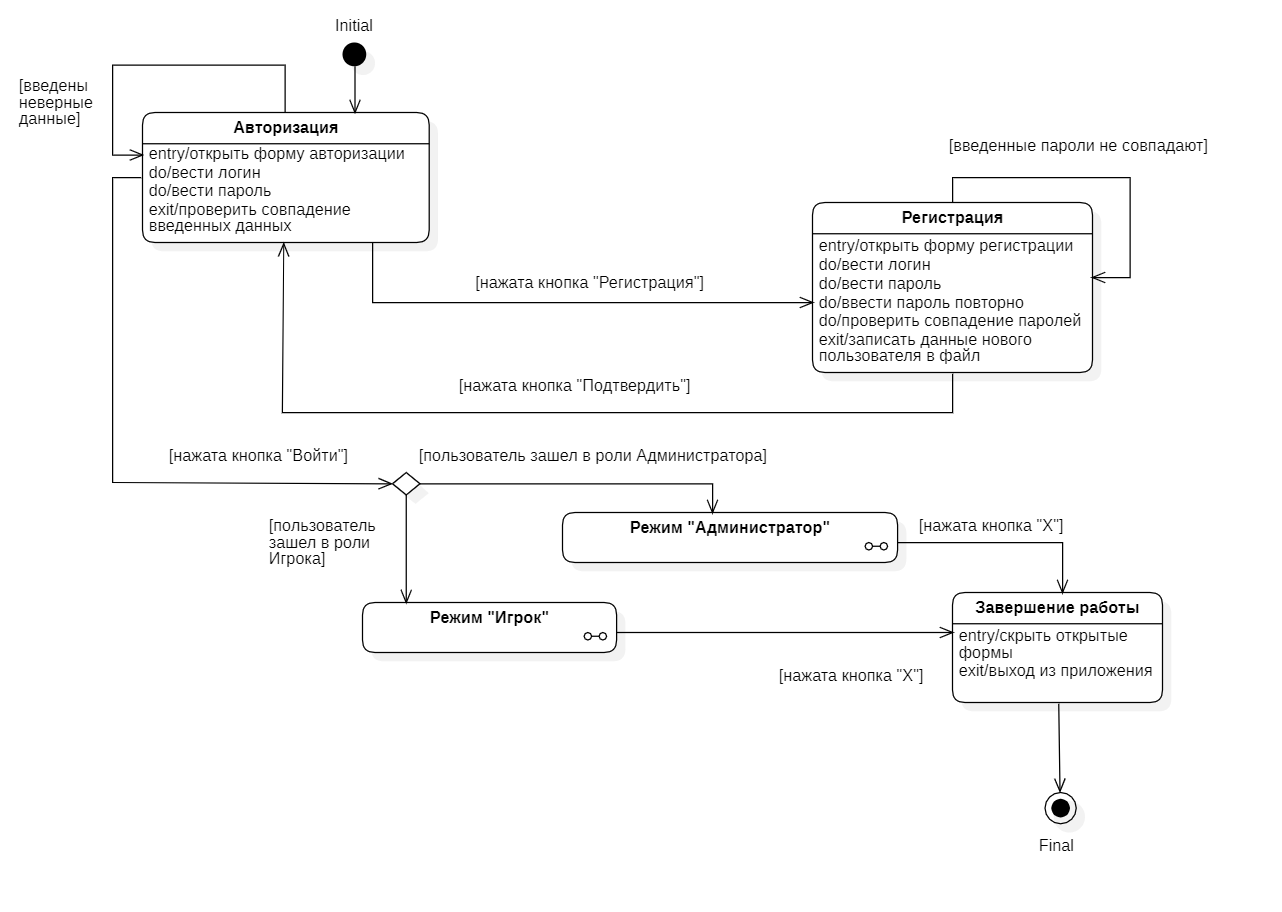 Initial
[введены
неверные
данные]
Авторизация
entry/открыть форму авторизации
do/вести логин
do/вести пароль
exit/проверить совпадение
введенных данных
[введенные пароли не совпадают]
Регистрация
entry/открыть форму регистрации
do/вести логин
do/вести пароль
do/ввести пароль повторно
do/проверить совпадение паролей
exit/записать данные нового
пользователя в файл
[нажата кнопка "Регистрация"]
[нажата кнопка "Подтвердить"]
[нажата кнопка "Войти"]
[пользователь зашел в роли Администратора]
[пользователь
зашел в роли
Игрока]
Режим "Администратор"
[нажата кнопка "X"]
Режим "Игрок"
[нажата кнопка "X"]
Завершение работы
entry/скрыть открытые
формы
exit/выход из приложения
Final